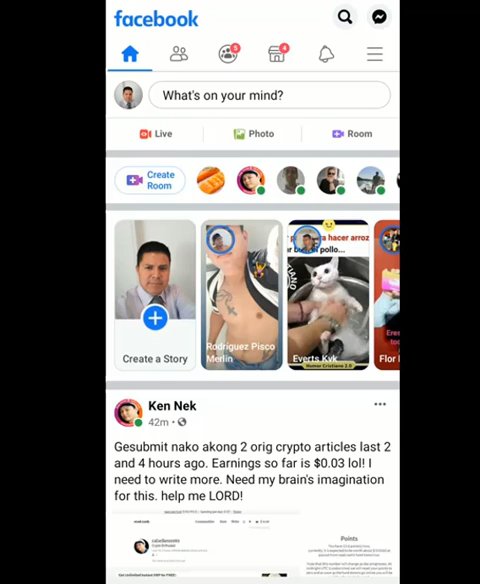 facebook
5
4
What's on your mind?
Live
Photo
Room
Create
Room
hacer arroz
pollo...
Create a Story
Rodriguez Pisco
Merlin
Everts Kvk
Humor Cristiano 2.0
Flor
Ken Nek
42m
Gesubmit nako akong 2 orig crypto articles last 2
and 4 hours ago. Earnings so far is $0.03 lol! I
need to write more. Need my brain's imagination
for this. help me LORD!
Points